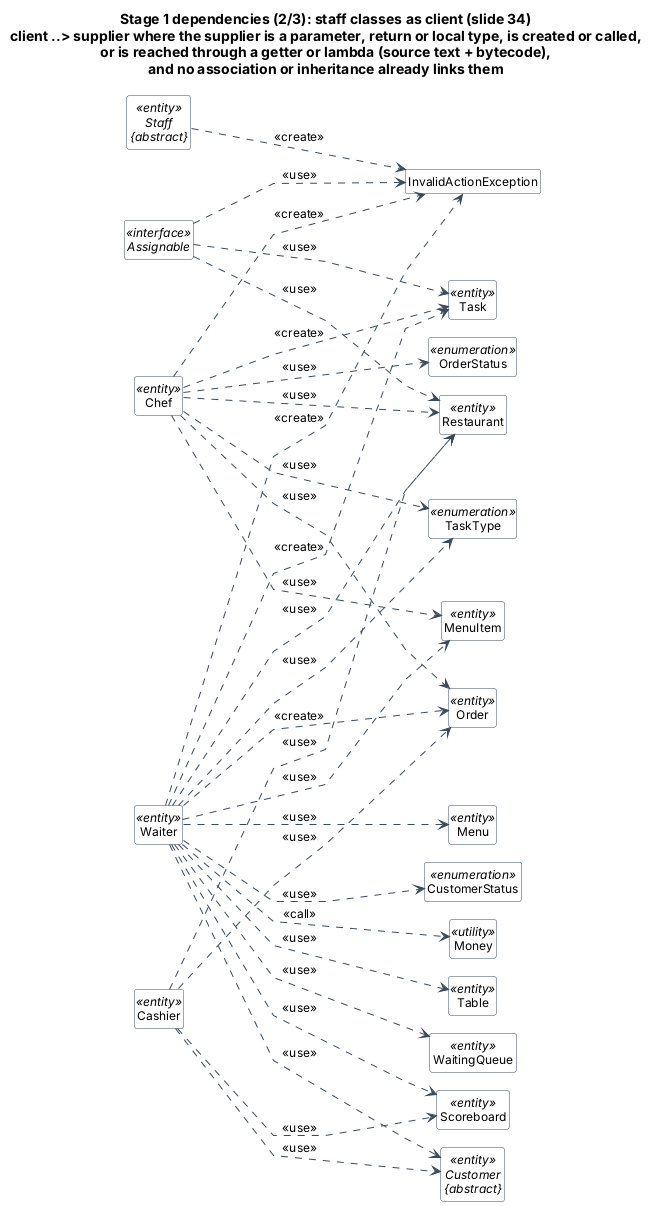 Stage 1 dependencies (2/3): staff classes as client (slide 34)
client ..> supplier where the supplier is a parameter, return or local type, is created or called,
or is reached through a getter or lambda (source text + bytecode),
and no association or inheritance already links them
«entity»
Staff
{abstract}
«create»
«use»
InvalidActionException
«create»
«interface»
Assignable
«use»
«use»
«entity»
Task
«create»
«enumeration»
OrderStatus
«use»
«entity»
Chef
«use»
«entity»
Restaurant
«create»
«use»
«use»
«enumeration»
TaskType
«create»
«use»
«use»
«entity»
MenuItem
«use»
«entity»
Order
«create»
«use»
«use»
«entity»
Waiter
«use»
«entity»
Menu
«use»
«enumeration»
CustomerStatus
«use»
«call»
«utility»
Money
«use»
«use»
«entity»
Table
«entity»
Cashier
«use»
«entity»
WaitingQueue
«use»
«entity»
Scoreboard
«use»
«use»
«entity»
Customer
{abstract}